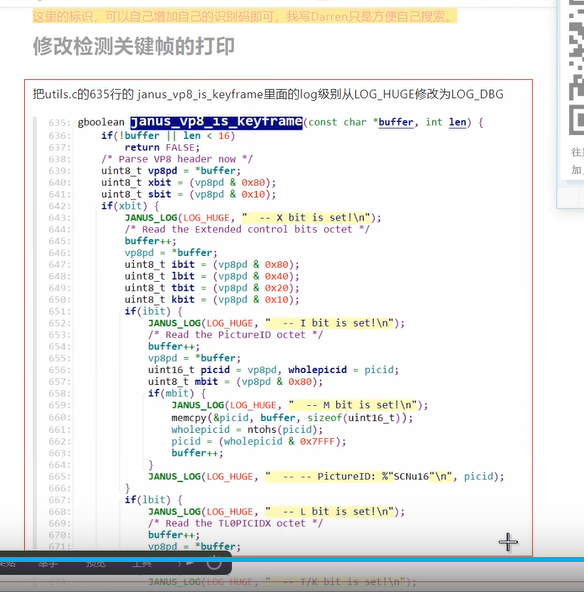 这里的标识，可以自己增加自己的识别码即可，我写Darren只是方便自己搜索。
修改检测关键帧的打印
把utils.c的635行的 janus_vp8_is_keyframe里面的log级别从LOG_HUGE修改为LOG_DBG
635: gboolean janus_vp8_is_keyframe(const char *buffer, int len) {
636: if(!buffer || len < 16)
637: return FALSE;
638: /* Parse VP8 header now */
639: uint8_t vp8pd = *buffer;
640: uint8_t xbit = (vp8pd & 0x80);
641: uint8_t sbit = (vp8pd & 0x10);
642: if(xbit) {
643: JANUS_LOG(LOG_HUGE, " -- X bit is set!\n");
644: /* Read the Extended control bits octet */
645: buffer++;
646: vp8pd = *buffer;
647: uint8_t ibit = (vp8pd & 0x80);
648: uint8_t lbit = (vp8pd & 0x40);
649: uint8_t tbit = (vp8pd & 0x20);
650: uint8_t kbit = (vp8pd & 0x10);
651: if(ibit) {
652: JANUS_LOG(LOG_HUGE, " -- I bit is set!\n");
653: /* Read the PictureID octet */
654: buffer++;
655: vp8pd = *buffer;
656: uint16_t picid = vp8pd, wholepicid = picid;
657: uint8_t mbit = (vp8pd & 0x80);
658: if(mbit) {
659: JANUS_LOG(LOG_HUGE, " -- M bit is set!\n");
660: memcpy(&picid, buffer, sizeof(uint16_t));
661: wholepicid = ntohs(picid);
662: picid = (wholepicid & 0x7FFF);
663: buffer++;
664: }
665: JANUS_LOG(LOG_HUGE, " -- -- PictureID: %"SCNu16"\n", picid);
666: }
667: if(lbit) {
668: JANUS_LOG(LOG_HUGE, " -- L bit is set!\n");
669: /* Read the TL0PICIDX octet */
670: buffer++;
671: vp8pd = *buffer;
举手
预览
工具
JANUS_LOG(LOG_HUGE, " -- T/K bit is set!\n");